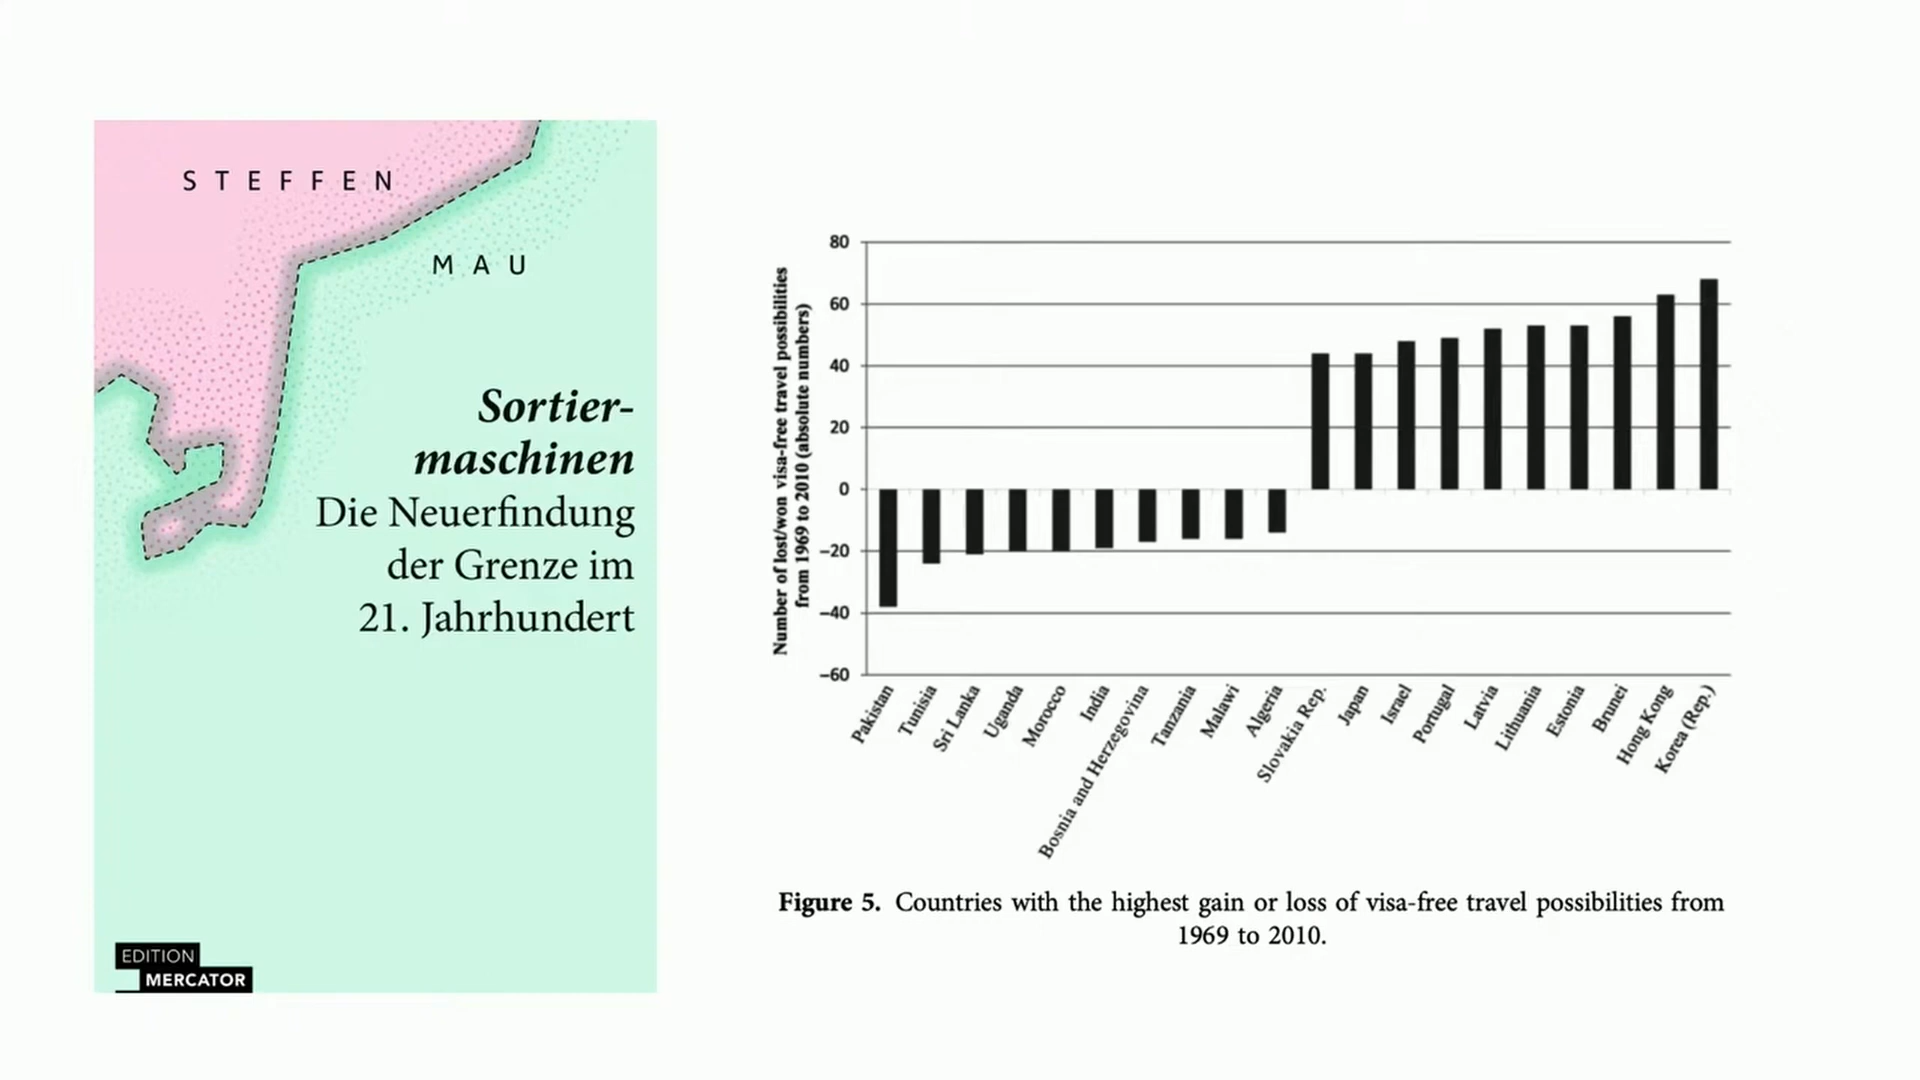 STEFFEN
MAU
Sortier-
maschinen
Die Neuerfindung
der Grenze im
21. Jahrhundert
EDITION
MERCATOR
Number of lost/won visa-free travel possibilities
from 1969 to 2010 (absolute numbers)
80
60
40
20
0
−20
−40
−60
Pakistan
Tunisia
Sri Lanka
Uganda
Morocco
India
Bosnia and Herzegovina
Tanzania
Malawi
Algeria
Slovakia Rep.
Japan
Israel
Portugal
Latvia
Lithuania
Estonia
Brunei
Hong Kong
Korea (Rep.)
Figure 5. Countries with the highest gain or loss of visa-free travel possibilities from
1969 to 2010.